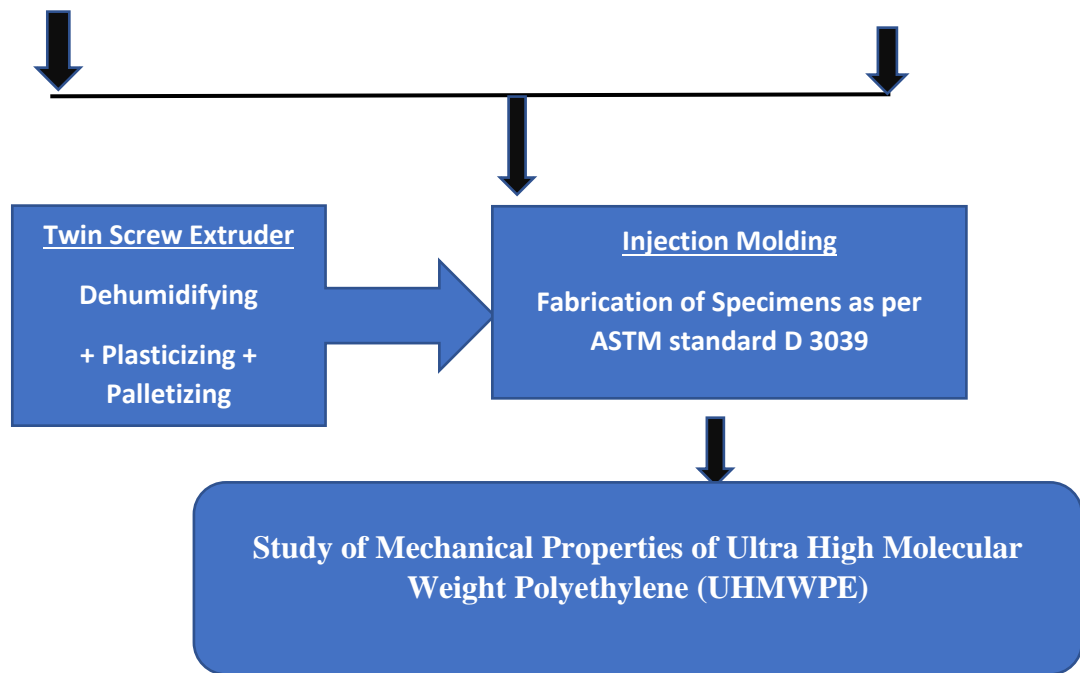 Twin Screw Extruder
Dehumidifying
+ Plasticizing +
Palletizing
Injection Molding
Fabrication of Specimens as per
ASTM standard D 3039
Study of Mechanical Properties of Ultra High Molecular
Weight Polyethylene (UHMWPE)